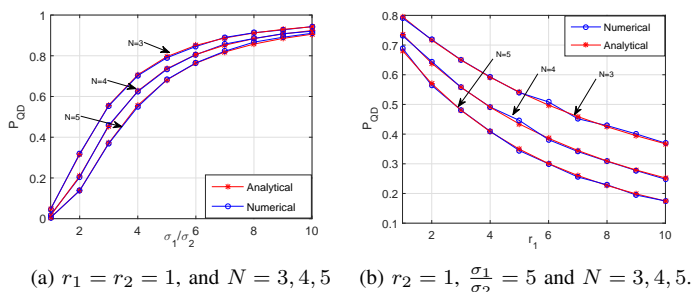 1
0.8
0.6
0.4
0.2
0
P_QD
N=3
N=4
N=5
Analytical
Numerical
2 4 6 8 10
σ₁/σ₂
0.8
0.7
0.6
0.5
0.4
0.3
0.2
0.1
P_QD
N=5
N=4
N=3
Numerical
Analytical
2 4 6 8 10
r₁
(a) r₁ = r₂ = 1, and N = 3, 4, 5
(b) r₂ = 1, σ₁/σ₂ = 5 and N = 3, 4, 5.